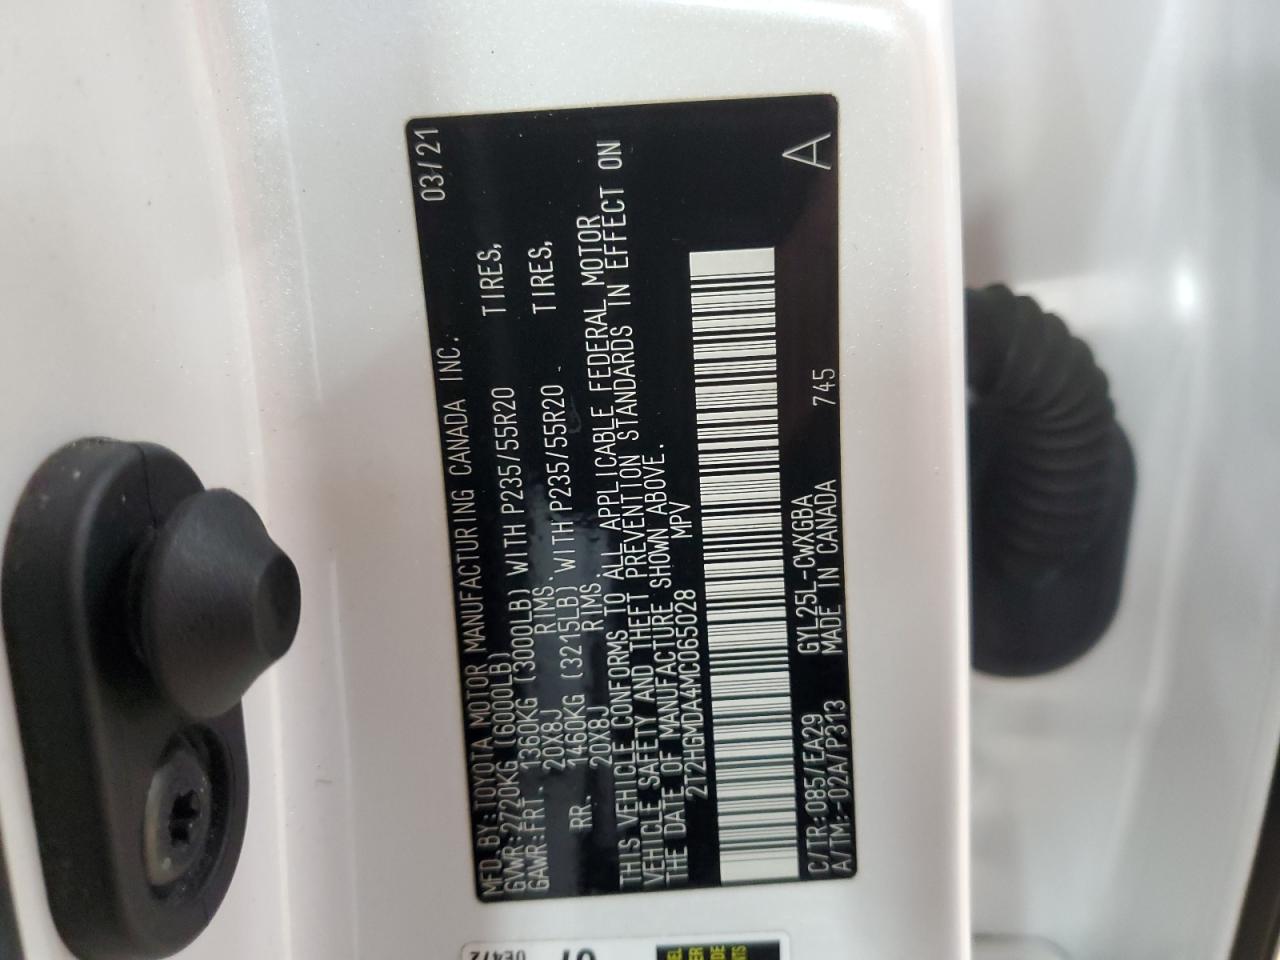 MFD.BY:TOYOTA MOTOR MANUFACTURING CANADA INC. 03/21
GVWR:2720KG(6000LB)
GAWR:FRT. 1360KG (3000LB) WITH P235/55R20 TIRES,
20X8J RIMS.
RR. 1460KG (3215LB) WITH P235/55R20 TIRES,
20X8J RIMS.
THIS VEHICLE CONFORMS TO ALL APPLICABLE FEDERAL MOTOR
VEHICLE SAFETY AND THEFT PREVENTION STANDARDS IN EFFECT ON
THE DATE OF MANUFACTURE SHOWN ABOVE.
2T2HGMDA4MC065028 MPV
C/TR:085/EA29 GYL25L-CWXGBA 745 A
A/TM:-02A/P313 MADE IN CANADA